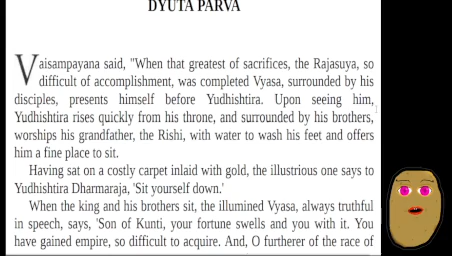 DYUTA PARVA
Vaisampayana said, "When that greatest of sacrifices, the Rajasuya, so
difficult of accomplishment, was completed Vyasa, surrounded by his
disciples, presents himself before Yudhishtira. Upon seeing him,
Yudhishtira rises quickly from his throne, and surrounded by his brothers,
worships his grandfather, the Rishi, with water to wash his feet and offers
him a fine place to sit.
Having sat on a costly carpet inlaid with gold, the illustrious one says to
Yudhishtira Dharmaraja, 'Sit yourself down.'
When the king and his brothers sit, the illumined Vyasa, always truthful
in speech, says, 'Son of Kunti, your fortune swells and you with it. You
have gained empire, so difficult to acquire. And, O furtherer of the race of